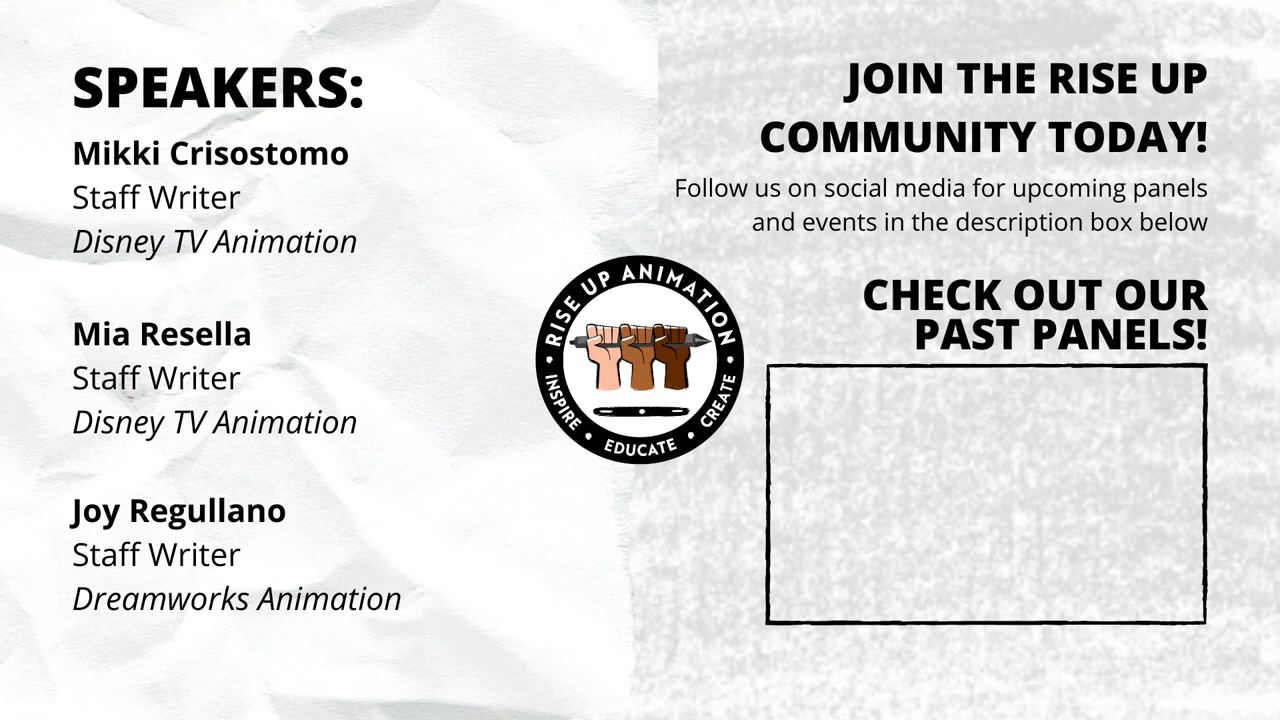 SPEAKERS:
Mikki Crisostomo
Staff Writer
Disney TV Animation
Mia Resella
Staff Writer
Disney TV Animation
Joy Regullano
Staff Writer
Dreamworks Animation
RISE UP ANIMATION
INSPIRE • EDUCATE • CREATE
JOIN THE RISE UP
COMMUNITY TODAY!
Follow us on social media for upcoming panels
and events in the description box below
CHECK OUT OUR
PAST PANELS!